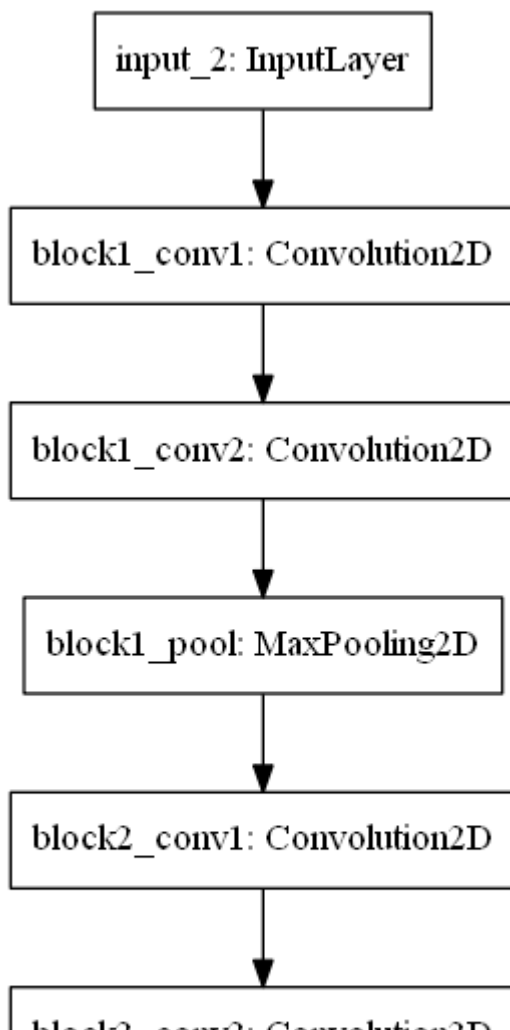 input_2: InputLayer
block1_conv1: Convolution2D
block1_conv2: Convolution2D
block1_pool: MaxPooling2D
block2_conv1: Convolution2D